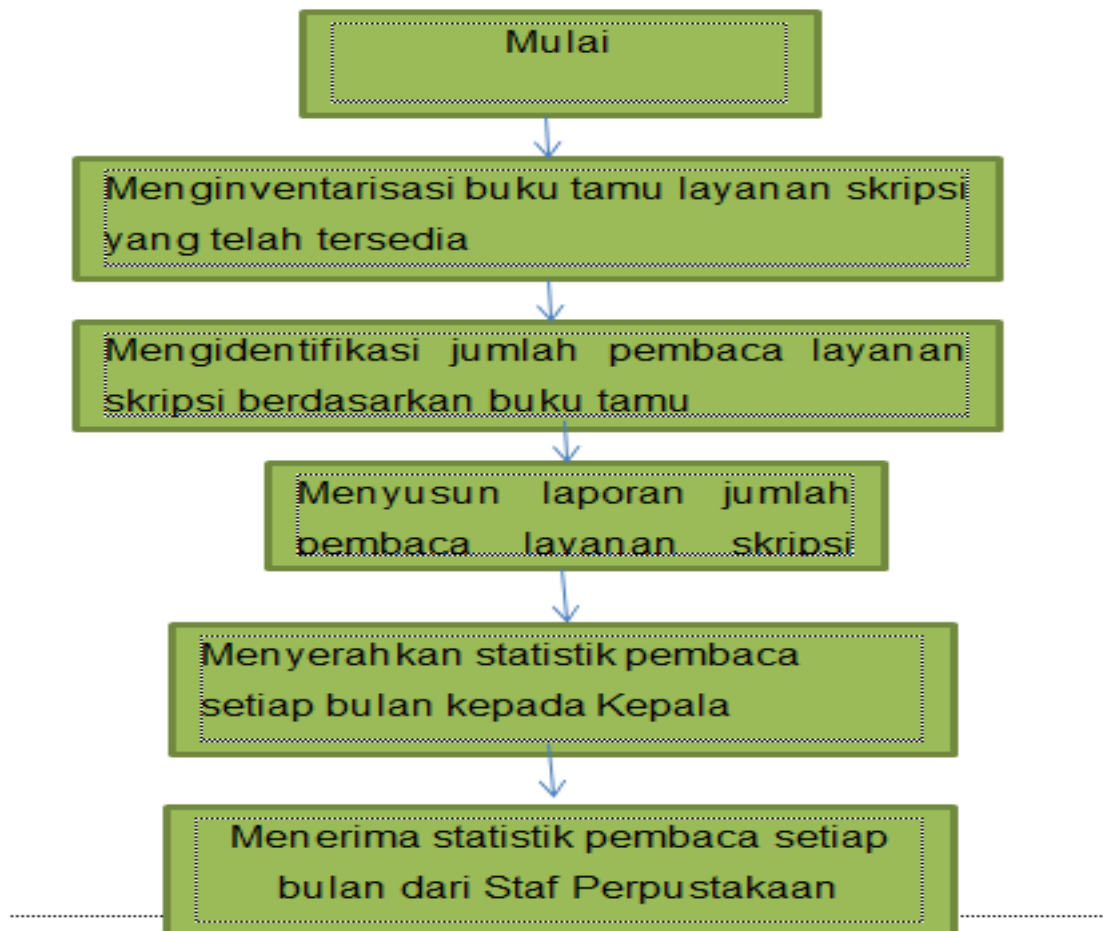 Mulai
Menginventarisasi buku tamu layanan skripsi
yang telah tersedia
Mengidentifikasi jumlah pembaca layanan
skripsi berdasarkan buku tamu
Menyusun laporan jumlah
pembaca layanan skripsi
Menyerahkan statistik pembaca
setiap bulan kepada Kepala
Menerima statistik pembaca setiap
bulan dari Staf Perpustakaan